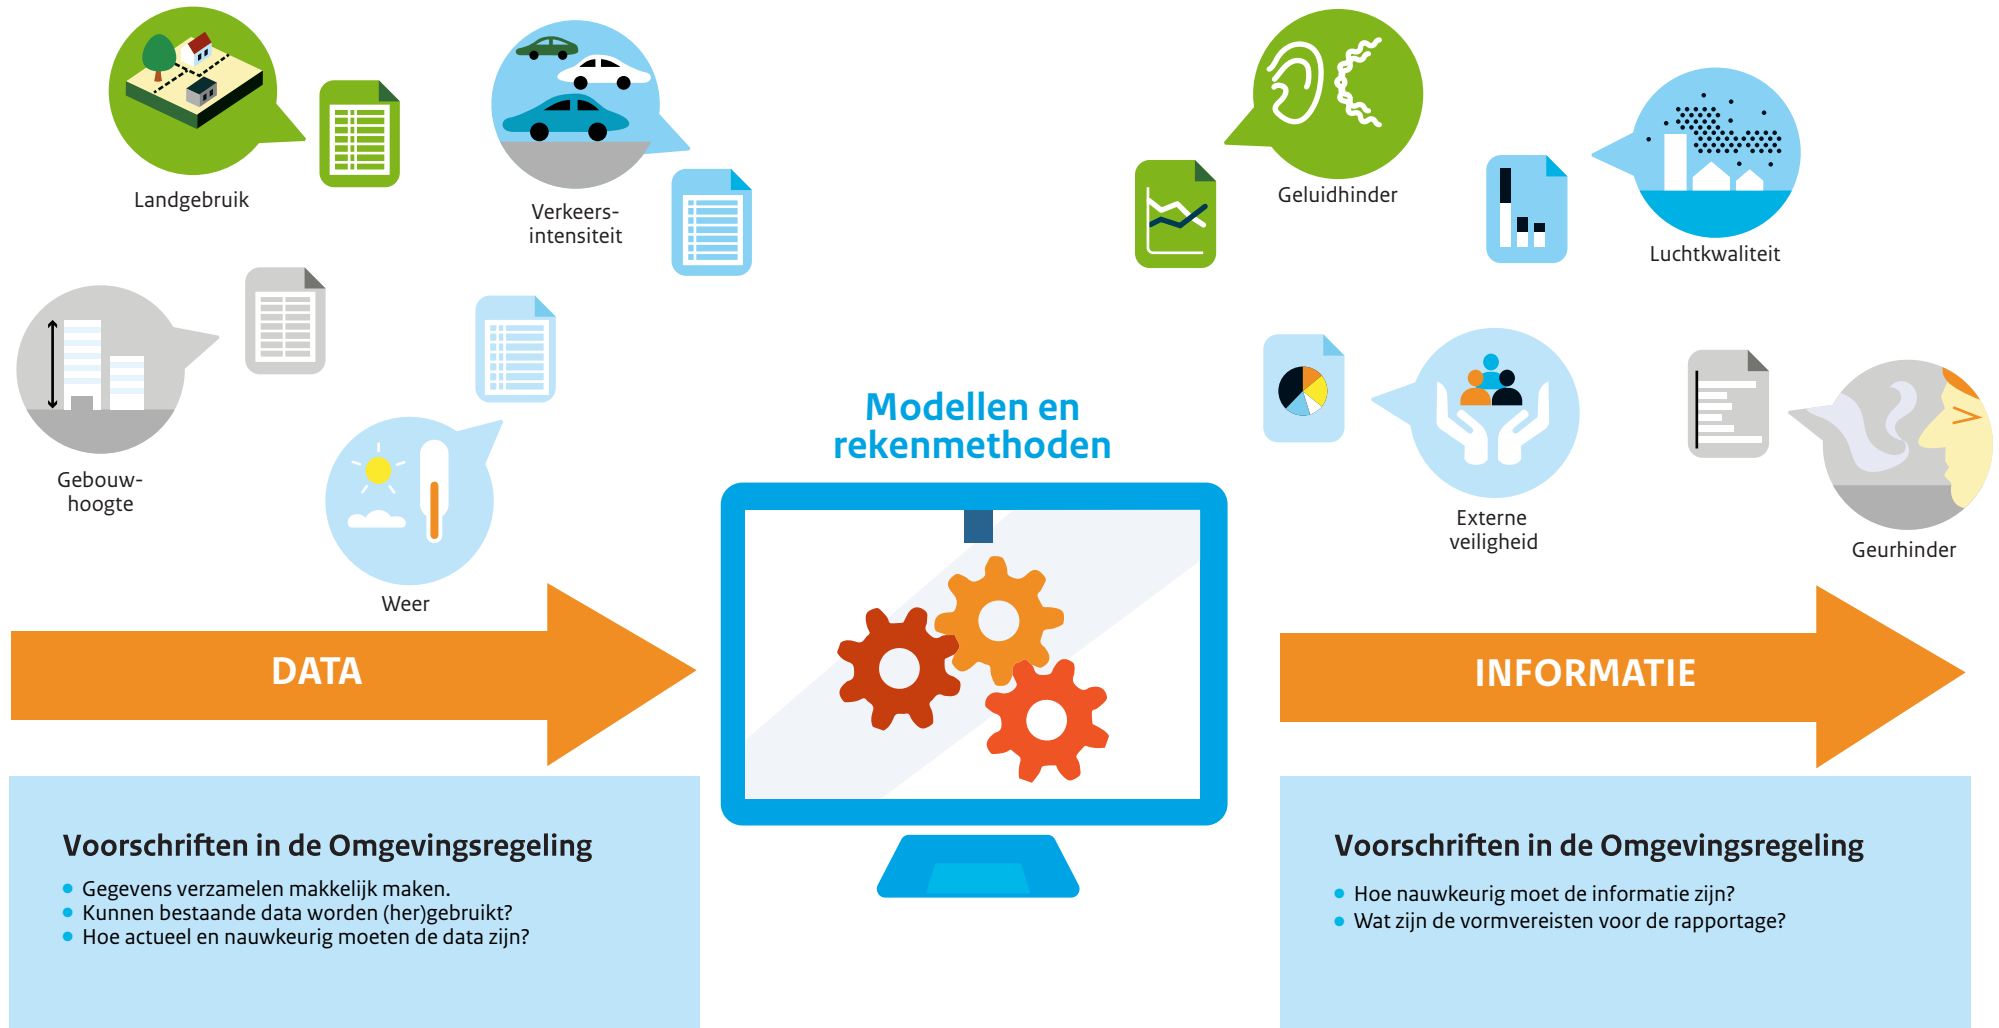 Landgebruik
Verkeers-
intensiteit
Gebouw-
hoogte
Weer
DATA
Voorschriften in de Omgevingsregeling
Gegevens verzamelen makkelijk maken.
Kunnen bestaande data worden (her)gebruikt?
Hoe actueel en nauwkeurig moeten de data zijn?
Modellen en
rekenmethoden
Geluidhinder
Luchtkwaliteit
Externe
veiligheid
Geurhinder
INFORMATIE
Voorschriften in de Omgevingsregeling
Hoe nauwkeurig moet de informatie zijn?
Wat zijn de vormvereisten voor de rapportage?